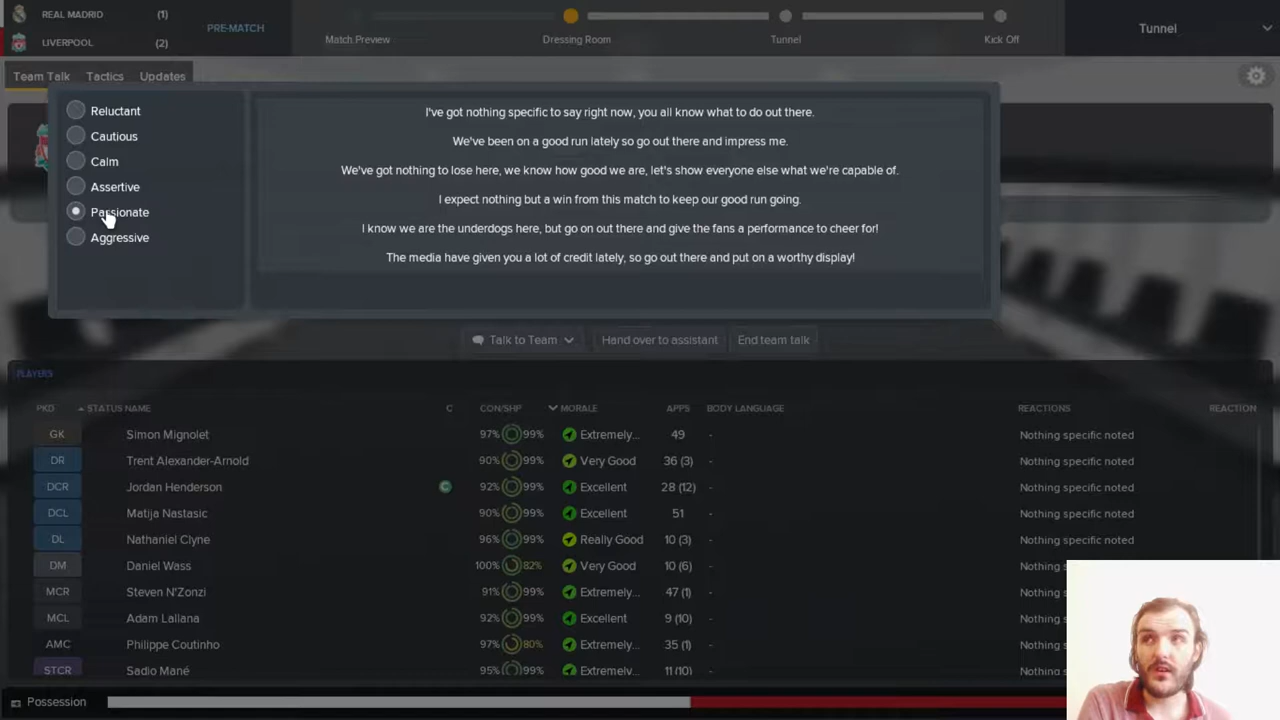 REAL MADRID (1)
LIVERPOOL (2)
PRE-MATCH
Match Preview
Dressing Room
Tunnel
Kick Off
Tunnel
Team Talk Tactics Updates
Reluctant
Cautious
Calm
Assertive
Passionate
Aggressive
I've got nothing specific to say right now, you all know what to do out there.
We've been on a good run lately so go out there and impress me.
We've got nothing to lose here, we know how good we are, let's show everyone else what we're capable of.
I expect nothing but a win from this match to keep our good run going.
I know we are the underdogs here, but go on out there and give the fans a performance to cheer for!
The media have given you a lot of credit lately, so go out there and put on a worthy display!
Talk to Team Hand over to assistant End team talk
PLAYERS
PKD STATUS NAME C CON/SHP MORALE APPS BODY LANGUAGE REACTIONS REACTION
GK Simon Mignolet 97% 99% Extremely... 49 - Nothing specific noted
DR Trent Alexander-Arnold 90% 99% Very Good 36 (3) - Nothing specific noted
DCR Jordan Henderson C 92% 99% Excellent 28 (12) - Nothing specific noted
DCL Matija Nastasic 90% 99% Excellent 51 - Nothing specific noted
DL Nathaniel Clyne 96% 99% Really Good 10 (3) - Nothing specific noted
DM Daniel Wass 100% 82% Very Good 10 (6) - Nothing
MCR Steven N'Zonzi 91% 99% Extremely... 47 (1) - Nothing
MCL Adam Lallana 92% 99% Excellent 9 (10) - Nothing
AMC Philippe Coutinho 97% 80% Extremely... 35 (1) - Nothing
STCR Sadio Mané 95% 99% Extremely... 11 (10) - Nothing
Possession